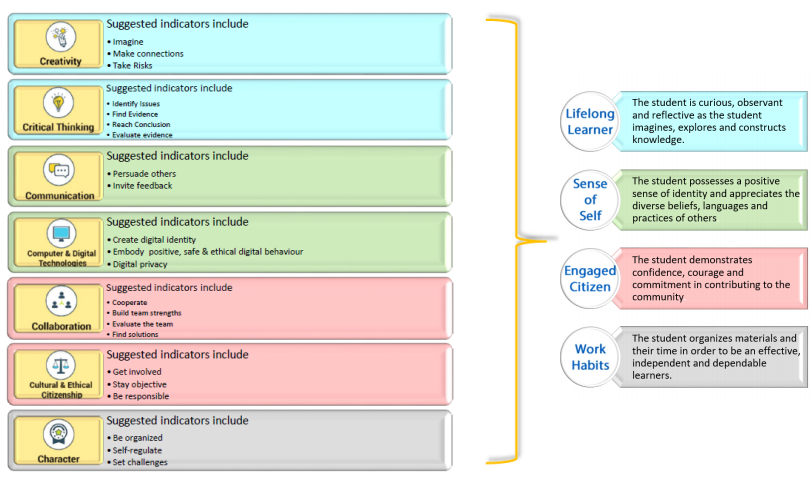 Suggested indicators include
• Imagine
• Make connections
• Take Risks
Creativity
Suggested indicators include
• Identify Issues
• Find Evidence
• Reach Conclusion
• Evaluate evidence
Critical Thinking
Suggested indicators include
• Persuade others
• Invite feedback
Communication
Suggested indicators include
• Create digital identity
• Embody positive, safe & ethical digital behaviour
• Digital privacy
Computer & Digital
Technologies
Suggested indicators include
• Cooperate
• Build team strengths
• Evaluate the team
• Find solutions
Collaboration
Suggested indicators include
• Get involved
• Stay objective
• Be responsible
Cultural & Ethical
Citizenship
Suggested indicators include
• Be organized
• Self-regulate
• Set challenges
Character
Lifelong
Learner
The student is curious, observant
and reflective as the student
imagines, explores and constructs
knowledge.
Sense
of
Self
The student possesses a positive
sense of identity and appreciates the
diverse beliefs, languages and
practices of others
Engaged
Citizen
The student demonstrates
confidence, courage and
commitment in contributing to the
community
Work
Habits
The student organizes materials and
their time in order to be an effective,
independent and dependable
learners.